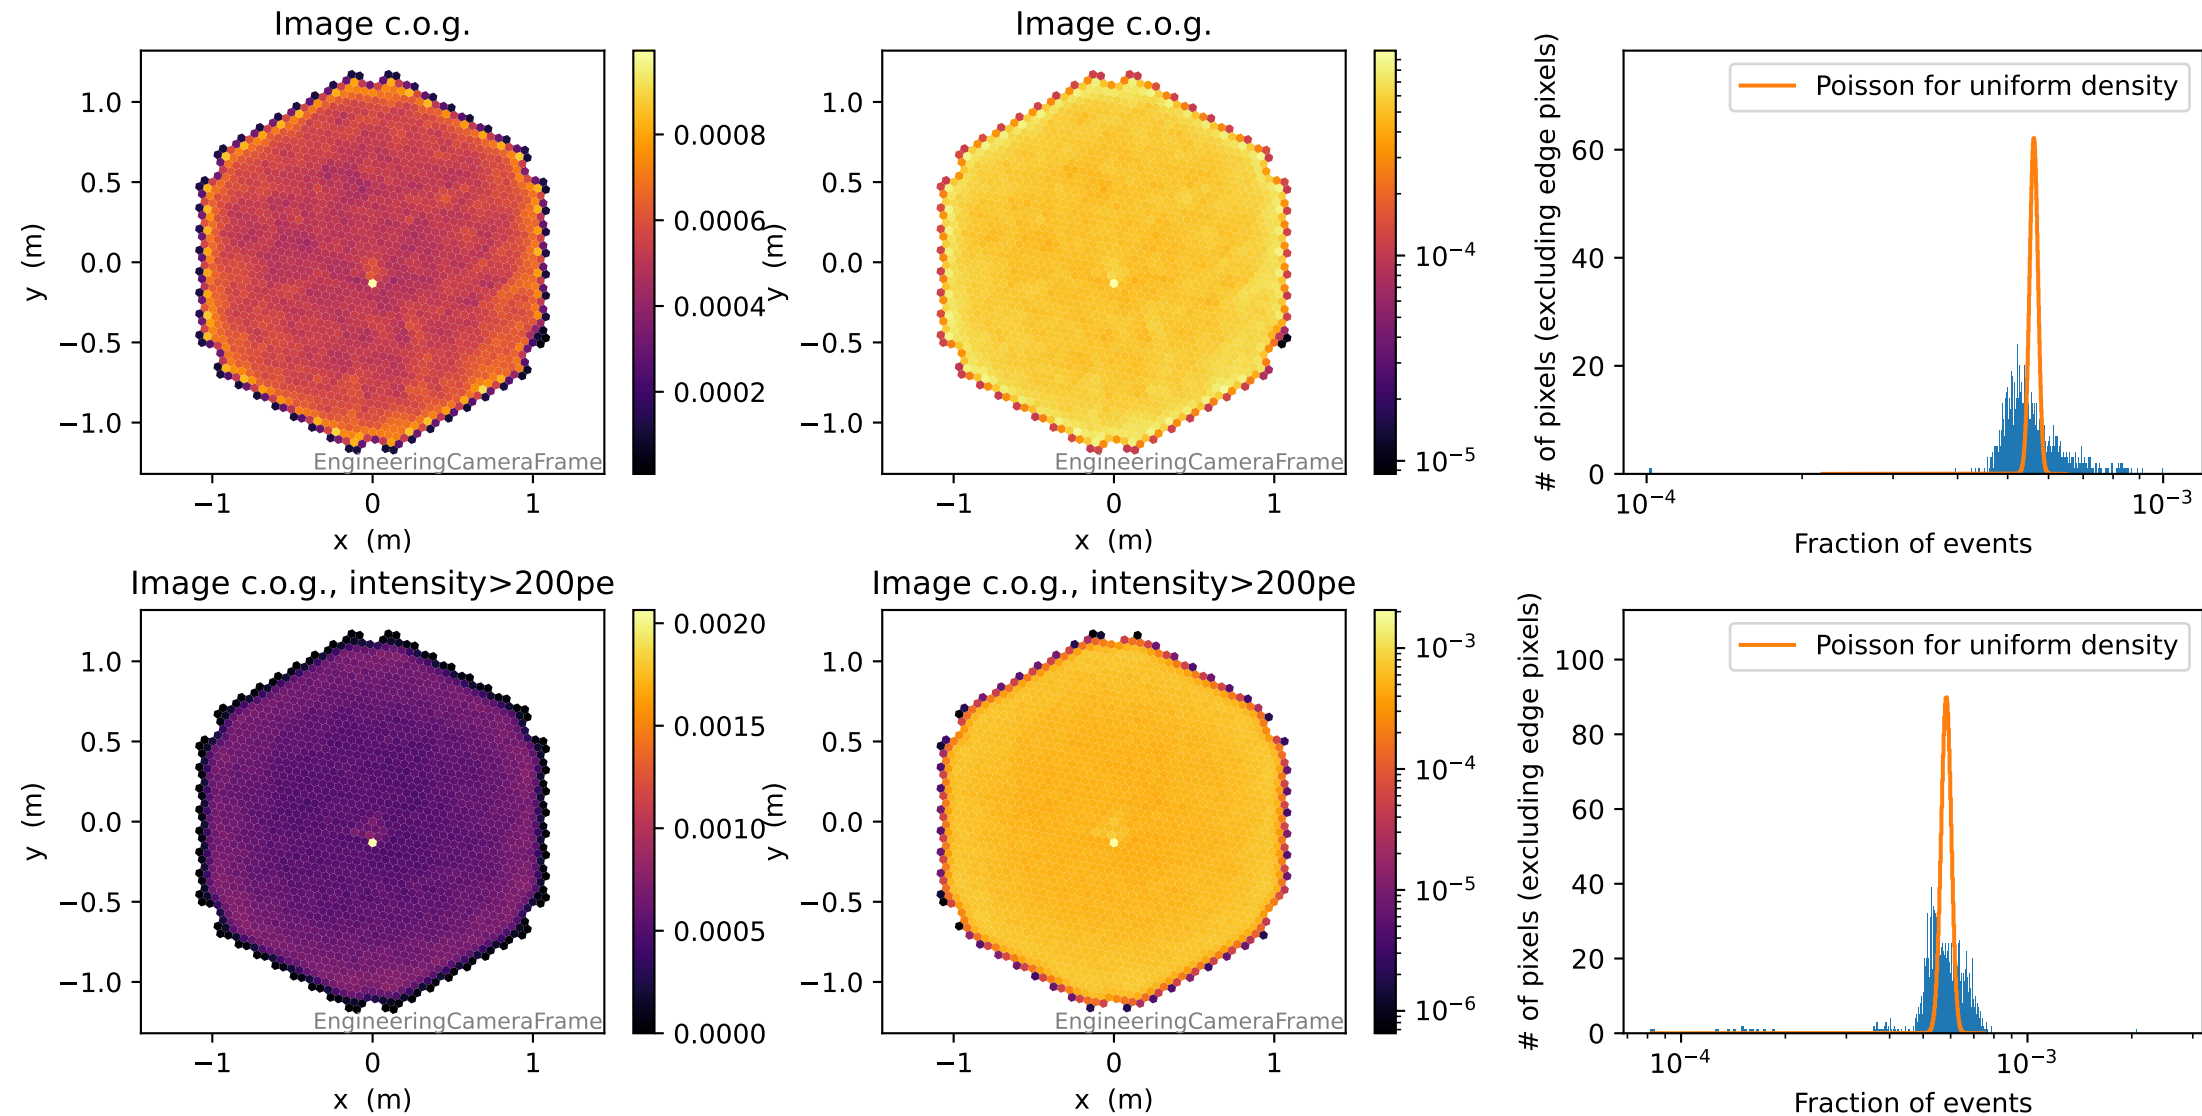 Image c.o.g.
y (m)
1.0
0.5
0.0
−0.5
−1.0
−1
0
1
x (m)
EngineeringCameraFrame
0.0008
0.0006
0.0004
0.0002
Image c.o.g.
y (m)
1.0
0.5
0.0
−0.5
−1.0
−1
0
1
x (m)
EngineeringCameraFrame
10⁻⁴
10⁻⁵
# of pixels (excluding edge pixels)
60
40
20
0
Poisson for uniform density
10⁻⁴
10⁻³
Fraction of events
Image c.o.g., intensity>200pe
y (m)
1.0
0.5
0.0
−0.5
−1.0
−1
0
1
x (m)
EngineeringCameraFrame
0.0020
0.0015
0.0010
0.0005
0.0000
Image c.o.g., intensity>200pe
y (m)
1.0
0.5
0.0
−0.5
−1.0
−1
0
1
x (m)
EngineeringCameraFrame
10⁻³
10⁻⁴
10⁻⁵
10⁻⁶
# of pixels (excluding edge pixels)
100
80
60
40
20
0
Poisson for uniform density
10⁻⁴
10⁻³
Fraction of events